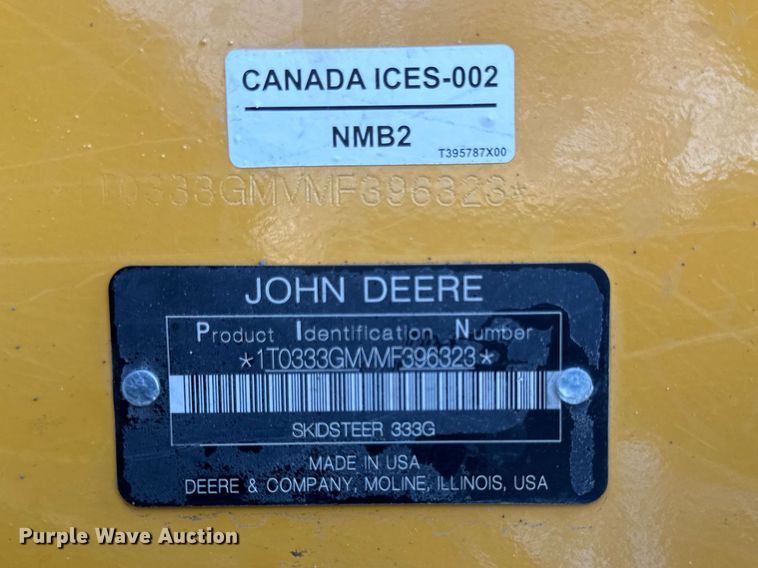 CANADA ICES-002
NMB2
T395787X00
T0333GMVMF396323*
JOHN DEERE
Product Identification Number
*1T0333GMVMF396323*
SKIDSTEER 333G
MADE IN USA
DEERE & COMPANY, MOLINE, ILLINOIS, USA
Purple Wave Auction